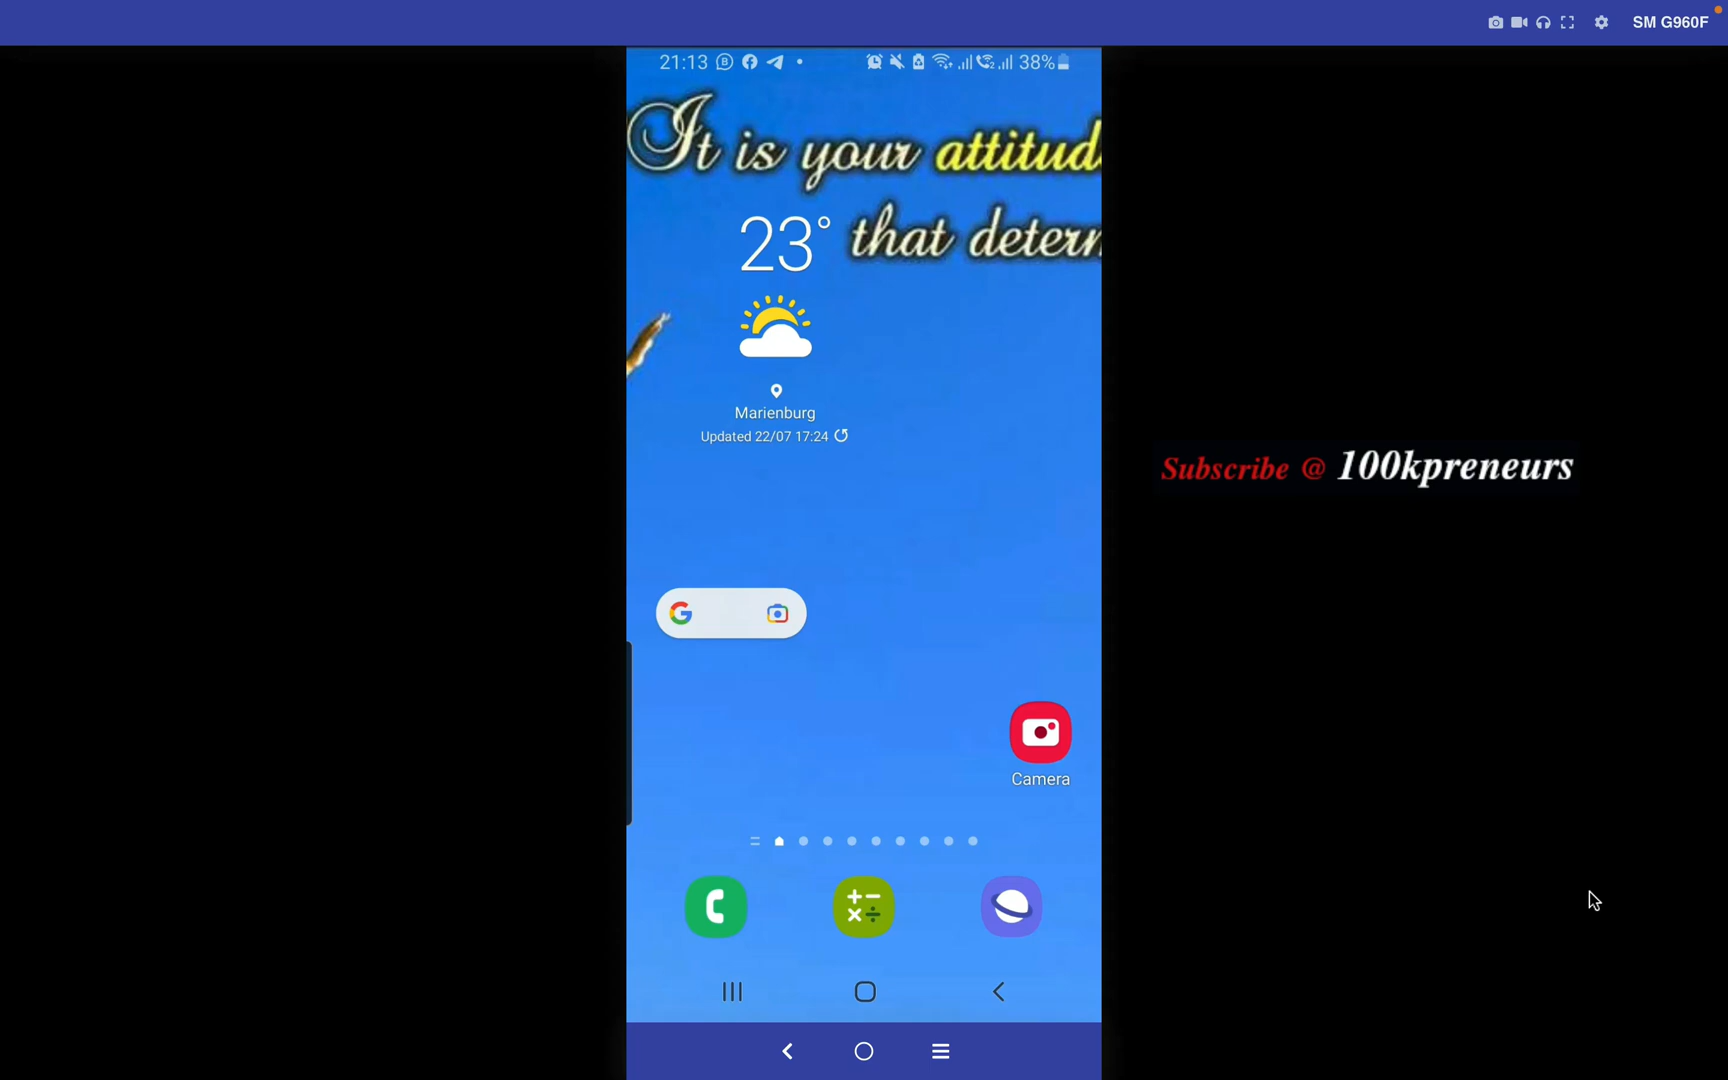 SM G960F
21:13
38%
It is your attitud
23° that determ
Marienburg
Updated 22/07 17:24
Subscribe @ 100kpreneurs
G
Camera